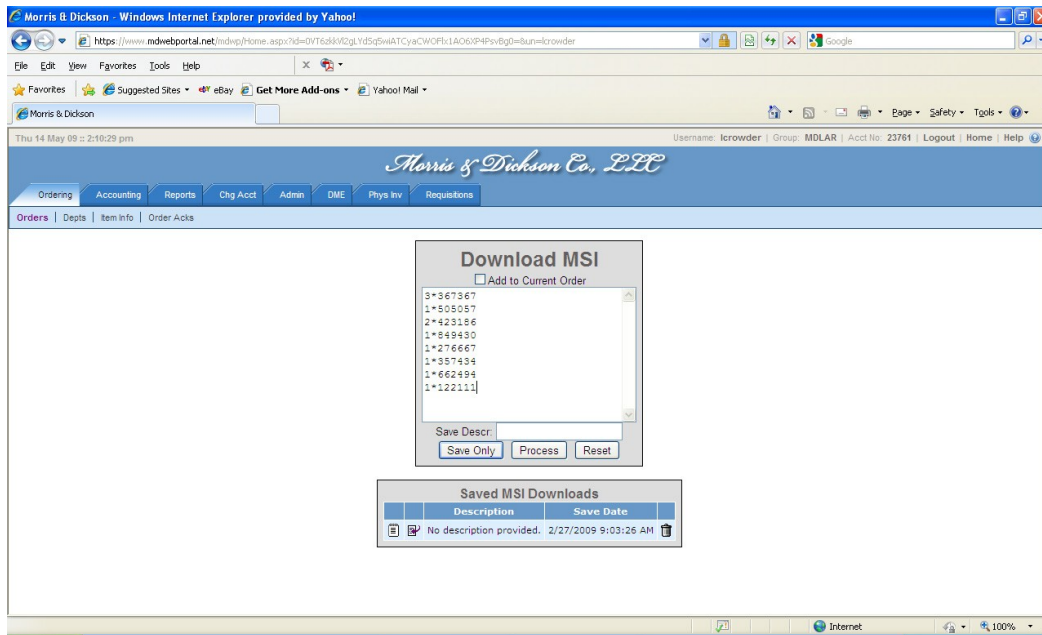 Morris & Dickson - Windows Internet Explorer provided by Yahoo!
https://www.mdwebportal.net/mdwp/Home.aspx?
Google
File Edit View Favorites Tools Help
Favorites Suggested Sites eBay Get More Add-ons Yahoo! Mail
Morris & Dickson
Page Safety Tools
Thu 14 May 09 :: 2:10:29 pm
Username: lcrowder | Group: MDLAR | Acct No: 23761 | Logout | Home | Help
Morris & Dickson Co., LLC
Ordering Accounting Reports Chg Acct Admin DME Phys Inv Requisitions
Orders | Depts | Item Info | Order Acks
Download MSI
Add to Current Order
3*367367
1*505057
2*423186
1*849430
1*276667
1*357434
1*662494
1*122111
Save Descr:
Save Only Process Reset
Saved MSI Downloads
Description Save Date
No description provided. 2/27/2009 9:03:26 AM
Internet
100%